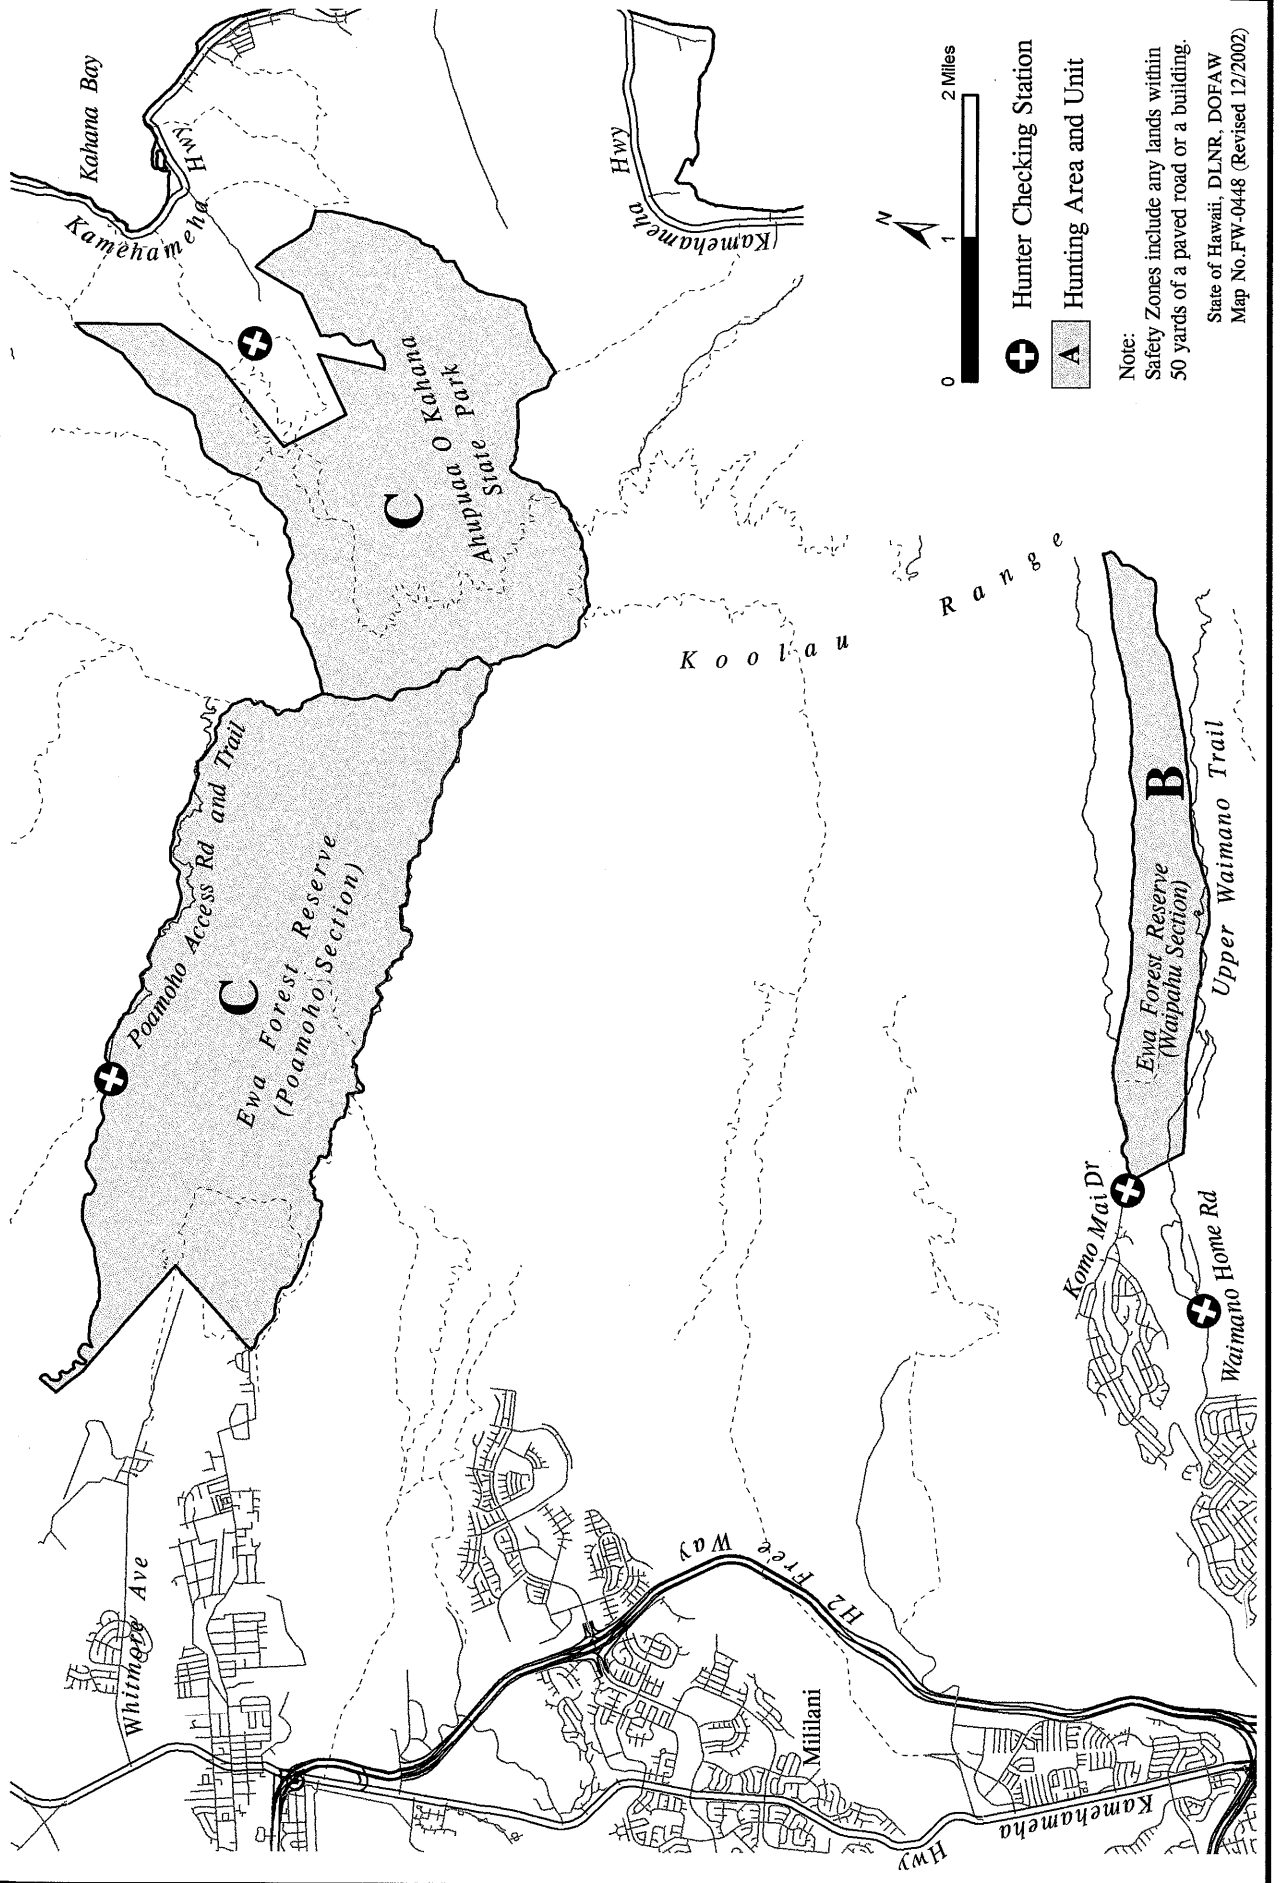 Kahana Bay
Kamehameha
Hwy
Poamoho Access Rd and Trail
C
Ewa Forest Reserve
(Poamoho Section)
C
Ahupuaa O Kahana
State Park
Whitmore Ave
Hwy
Kamehameha
Koolau
Range
H2 Free Way
Mililani
Kamehameha
Hwy
Komo Mai Dr
Waimano Home Rd
Ewa Forest Reserve
(Waipahu Section)
B
Upper Waimano Trail
N
0 1 2 Miles
Hunter Checking Station
A Hunting Area and Unit
Note:
Safety Zones include any lands within
50 yards of a paved road or a building.
State of Hawaii, DLNR, DOFAW
Map No.FW-0448 (Revised 12/2002)